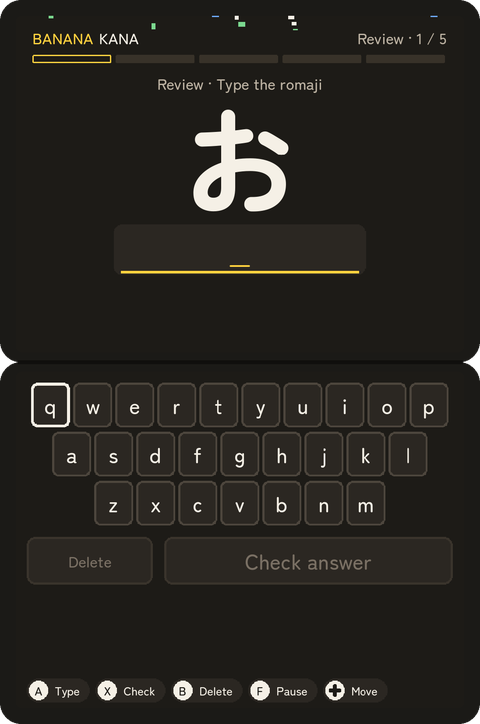 BANANA KANA
Review · 1 / 5
Review · Type the romaji
お
q w e r t y u i o p
a s d f g h j k l
z x c v b n m
Delete Check answer
A Type X Check B Delete F Pause Move